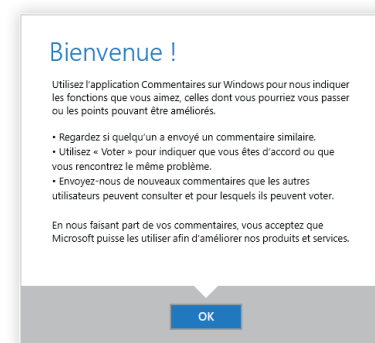 Bienvenue !
Utilisez l'application Commentaires sur Windows pour nous indiquer
les fonctions que vous aimez, celles dont vous pourriez vous passer
ou les points pouvant être améliorés.
• Regardez si quelqu'un a envoyé un commentaire similaire.
• Utilisez « Voter » pour indiquer que vous êtes d'accord ou que
vous rencontrez le même problème.
• Envoyez-nous de nouveaux commentaires que les autres
utilisateurs peuvent consulter et pour lesquels ils peuvent voter.
En nous faisant part de vos commentaires, vous acceptez que
Microsoft puisse les utiliser afin d'améliorer nos produits et services.
OK